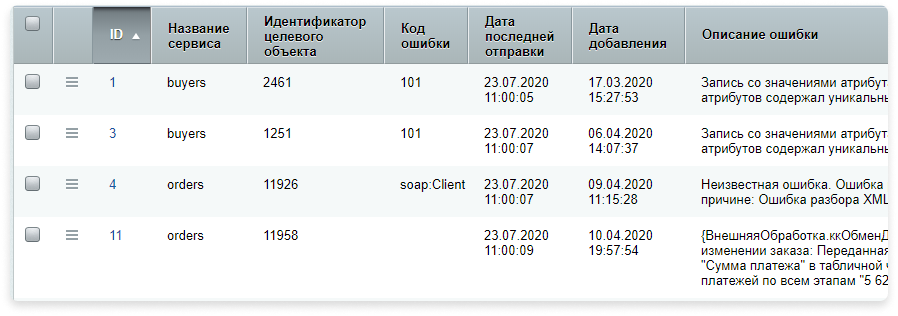 ID
Название
сервиса
Идентификатор
целевого
объекта
Код
ошибки
Дата
последней
отправки
Дата
добавления
Описание ошибки
1 buyers 2461 101 23.07.2020 17.03.2020 Запись со значениями атрибут
11:00:05 15:27:53 атрибутов содержал уникальны
3 buyers 1251 101 23.07.2020 06.04.2020 Запись со значениями атрибут
11:00:07 14:07:37 атрибутов содержал уникальны
4 orders 11926 soap:Client 23.07.2020 09.04.2020 Неизвестная ошибка. Ошибка
11:00:07 11:15:28 причине: Ошибка разбора XML
11 orders 11958 23.07.2020 10.04.2020 {ВнешняяОбработка.ккОбменД
11:00:09 19:57:54 изменении заказа: Переданная
"Сумма платежа" в табличной ч
платежей по всем этапам "5 62